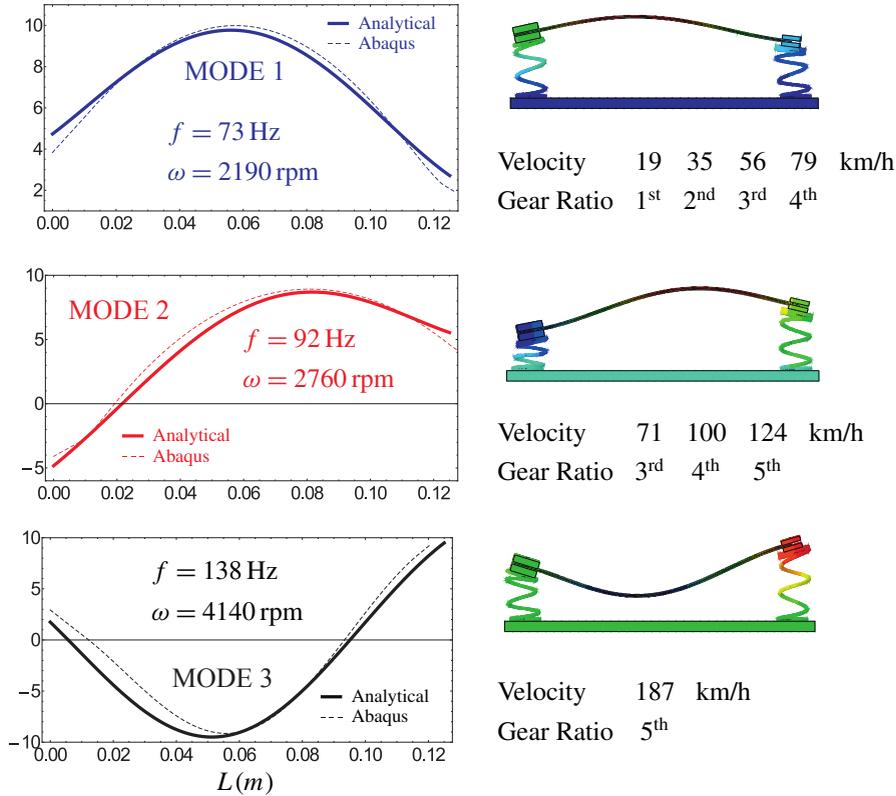 10
8
6
4
2
Analytical
Abaqus
MODE 1
f = 73 Hz
ω = 2190 rpm
0.00 0.02 0.04 0.06 0.08 0.10 0.12
Velocity 19 35 56 79 km/h
Gear Ratio 1st 2nd 3rd 4th
10
5
0
−5
MODE 2
f = 92 Hz
ω = 2760 rpm
Analytical
Abaqus
0.00 0.02 0.04 0.06 0.08 0.10 0.12
Velocity 71 100 124 km/h
Gear Ratio 3rd 4th 5th
10
5
0
−5
−10
f = 138 Hz
ω = 4140 rpm
MODE 3
Analytical
Abaqus
0.00 0.02 0.04 0.06 0.08 0.10 0.12
L(m)
Velocity 187 km/h
Gear Ratio 5th